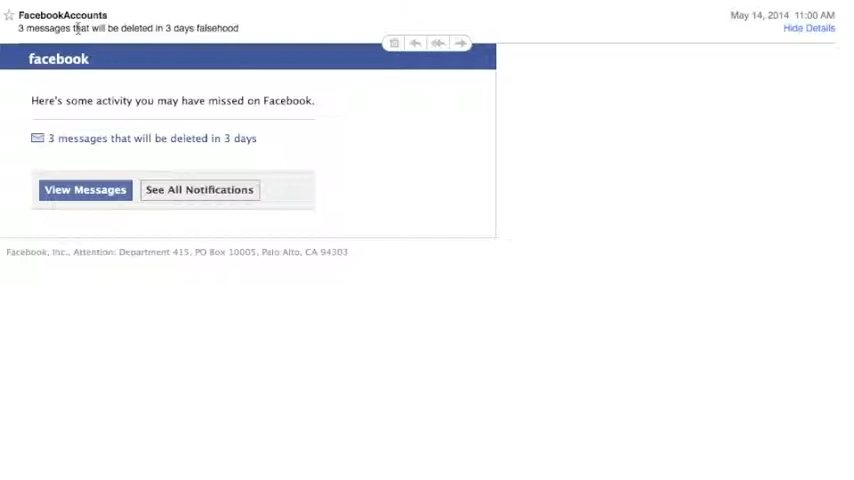 FacebookAccounts May 14, 2014 11:00 AM
3 messages that will be deleted in 3 days falsehood Hide Details
facebook
Here's some activity you may have missed on Facebook.
3 messages that will be deleted in 3 days
View Messages See All Notifications
Facebook, Inc., Attention: Department 415, PO Box 10005, Palo Alto, CA 94303